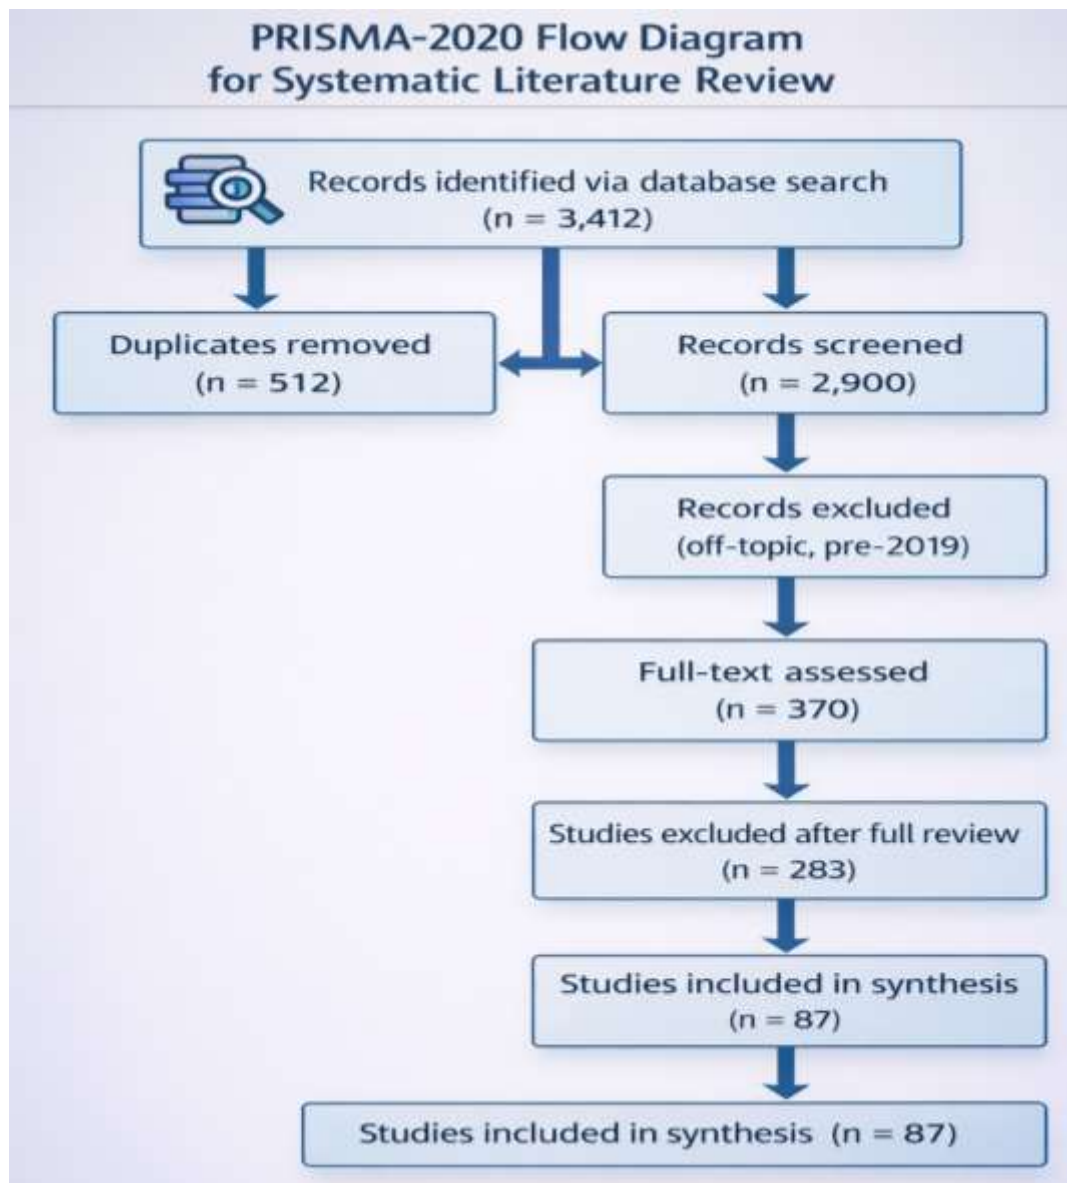 PRISMA-2020 Flow Diagram
for Systematic Literature Review
Records identified via database search
(n = 3,412)
Duplicates removed
(n = 512)
Records screened
(n = 2,900)
Records excluded
(off-topic, pre-2019)
Full-text assessed
(n = 370)
Studies excluded after full review
(n = 283)
Studies included in synthesis
(n = 87)
Studies included in synthesis (n = 87)